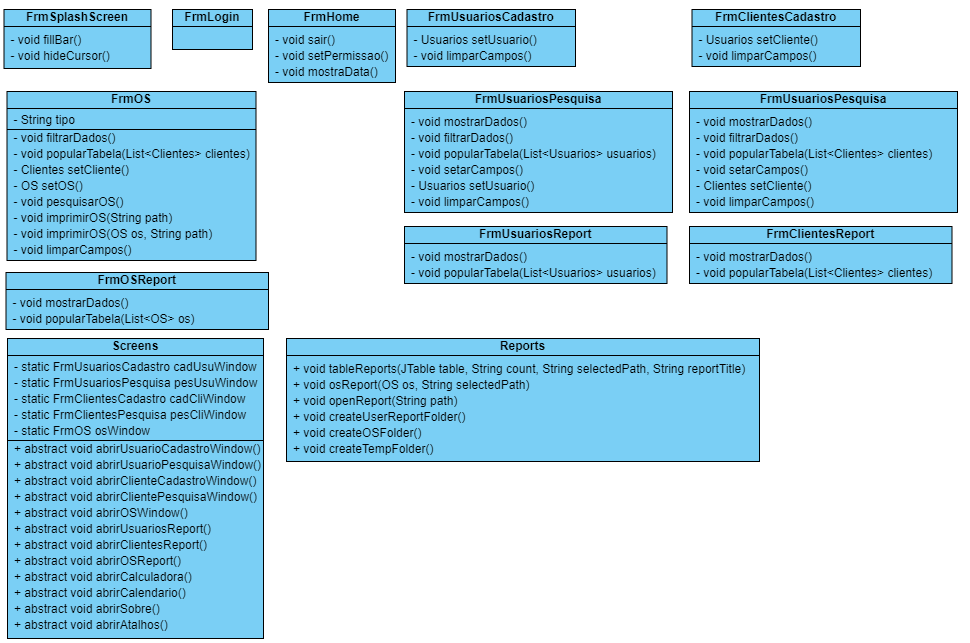 FrmSplashScreen
- void fillBar()
- void hideCursor()
FrmLogin
FrmHome
- void sair()
- void setPermissao()
- void mostraData()
FrmUsuariosCadastro
- Usuarios setUsuario()
- void limparCampos()
FrmClientesCadastro
- Usuarios setCliente()
- void limparCampos()
FrmOS
- String tipo
- void filtrarDados()
- void popularTabela(List<Clientes> clientes)
- Clientes setCliente()
- OS setOS()
- void pesquisarOS()
- void imprimirOS(String path)
- void imprimirOS(OS os, String path)
- void limparCampos()
FrmUsuariosPesquisa
- void mostrarDados()
- void filtrarDados()
- void popularTabela(List<Usuarios> usuarios)
- void setarCampos()
- Usuarios setUsuario()
- void limparCampos()
FrmUsuariosPesquisa
- void mostrarDados()
- void filtrarDados()
- void popularTabela(List<Clientes> clientes)
- void setarCampos()
- Clientes setCliente()
- void limparCampos()
FrmUsuariosReport
- void mostrarDados()
- void popularTabela(List<Usuarios> usuarios)
FrmClientesReport
- void mostrarDados()
- void popularTabela(List<Clientes> clientes)
FrmOSReport
- void mostrarDados()
- void popularTabela(List<OS> os)
Screens
- static FrmUsuariosCadastro cadUsuWindow
- static FrmUsuariosPesquisa pesUsuWindow
- static FrmClientesCadastro cadCliWindow
- static FrmClientesPesquisa pesCliWindow
- static FrmOS osWindow
+ abstract void abrirUsuarioCadastroWindow()
+ abstract void abrirUsuarioPesquisaWindow()
+ abstract void abrirClienteCadastroWindow()
+ abstract void abrirClientePesquisaWindow()
+ abstract void abrirOSWindow()
+ abstract void abrirUsuariosReport()
+ abstract void abrirClientesReport()
+ abstract void abrirOSReport()
+ abstract void abrirCalculadora()
+ abstract void abrirCalendario()
+ abstract void abrirSobre()
+ abstract void abrirAtalhos()
Reports
+ void tableReports(JTable table, String count, String selectedPath, String reportTitle)
+ void osReport(OS os, String selectedPath)
+ void openReport(String path)
+ void createUserReportFolder()
+ void createOSFolder()
+ void createTempFolder()